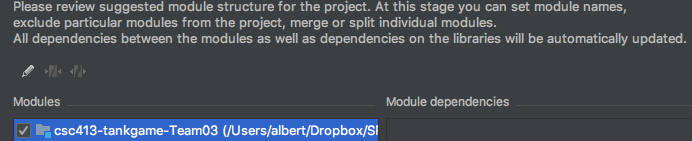 Please review suggested module structure for the project. At this stage you can set module names,
exclude particular modules from the project, merge or split individual modules.
All dependencies between the modules as well as dependencies on the libraries will be automatically updated.
Modules
Module dependencies
csc413-tankgame-Team03 (/Users/albert/Dropbox/